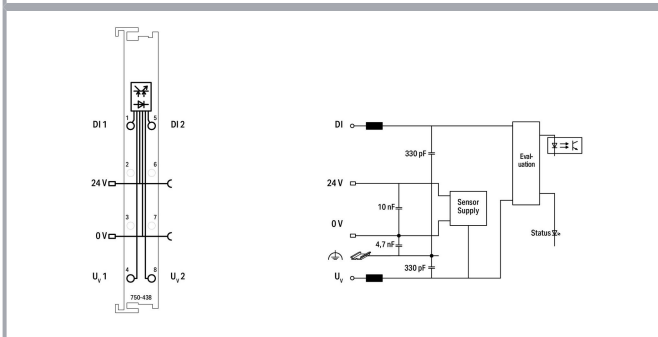 DI 1
1
5
DI 2
2
6
24 V
3
7
0 V
U_V 1
4
8
U_V 2
750-438
DI
330 pF
Eval-
uation
24 V
10 nF
Sensor
Supply
0 V
4,7 nF
Status
330 pF
U_V